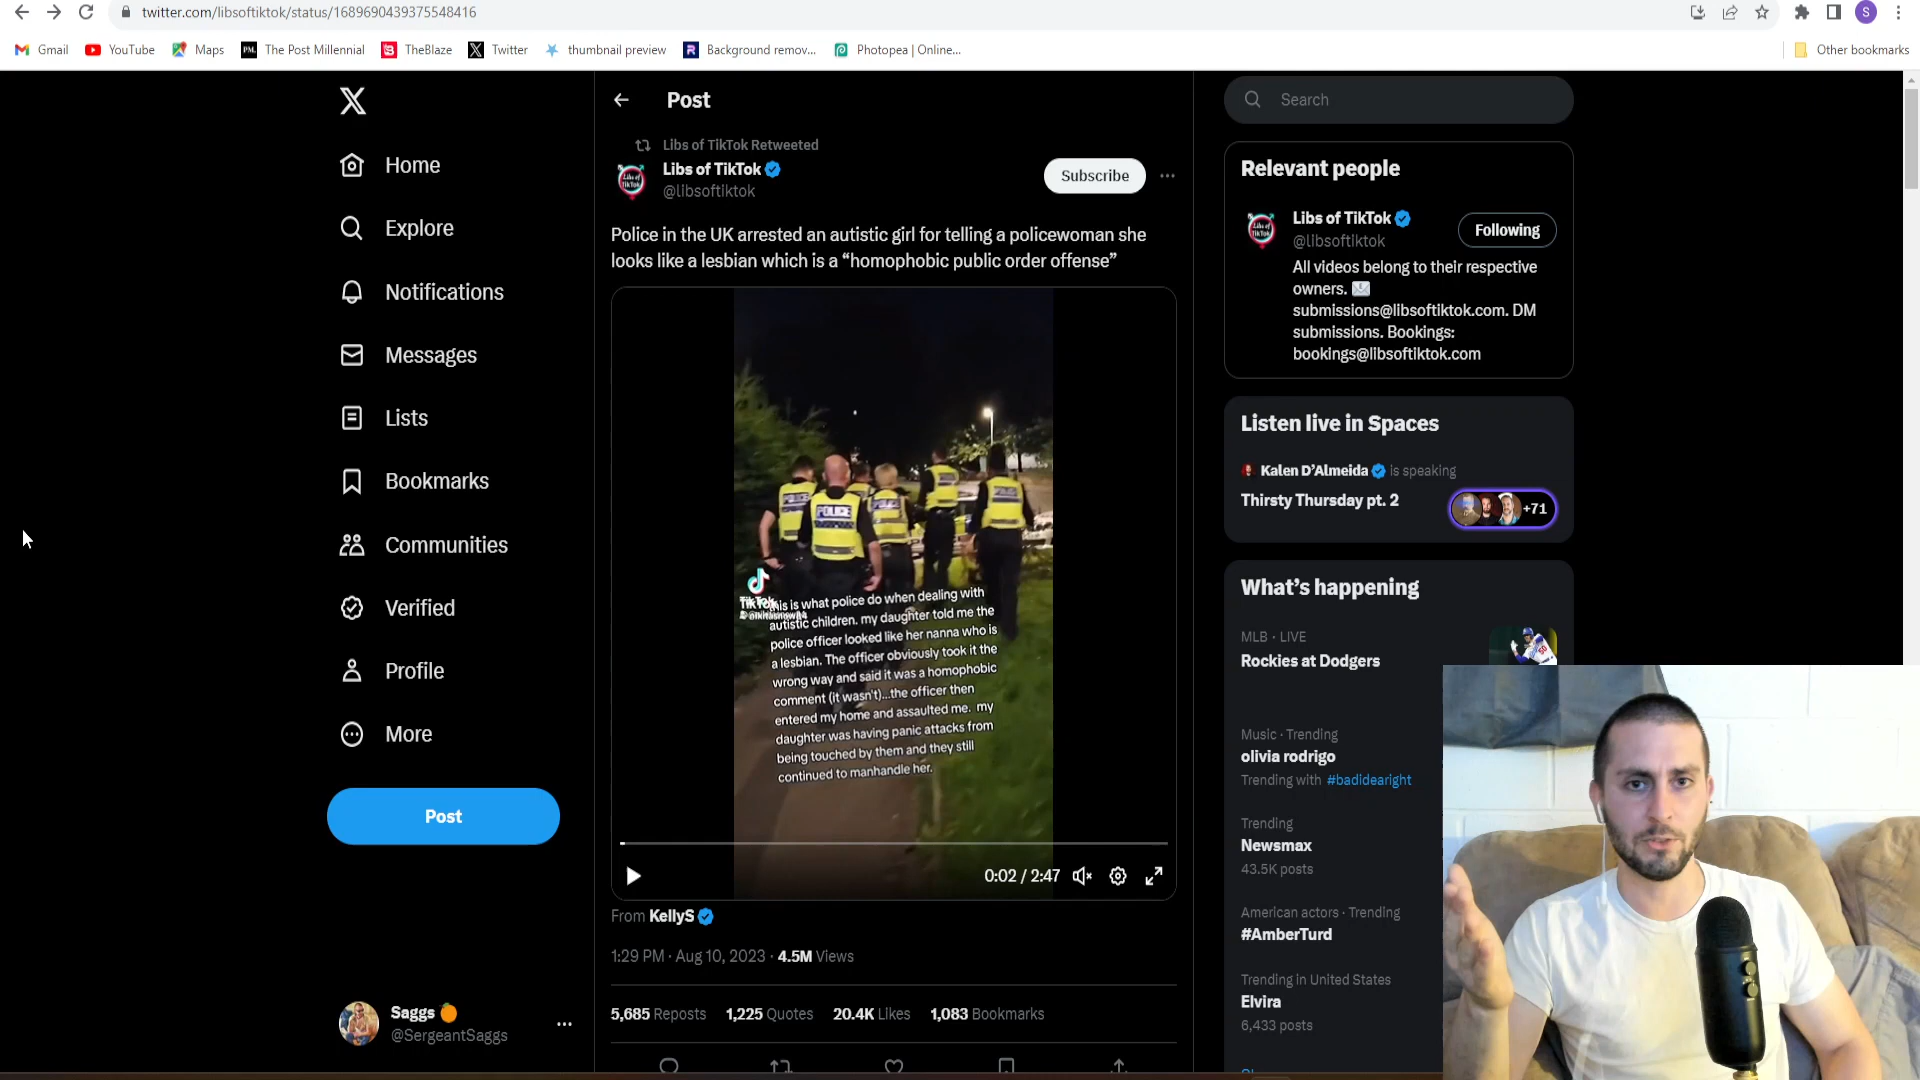 twitter.com/libsoftiktok/status/1689690439375548416
Gmail
YouTube
Maps
The Post Millennial
TheBlaze
Twitter
thumbnail preview
Background remov...
Photopea | Online...
Other bookmarks
Home
Explore
Notifications
Messages
Lists
Bookmarks
Communities
Verified
Profile
More
Post
Saggs
@SergeantSaggs
Post
Libs of TikTok Retweeted
Libs of TikTok
@libsoftiktok
Subscribe
Police in the UK arrested an autistic girl for telling a policewoman she
looks like a lesbian which is a “homophobic public order offense”
POLICE
TikTok
this is what police do when dealing with
autistic children. my daughter told me the
police officer looked like her nanna who is
a lesbian. The officer obviously took it the
wrong way and said it was a homophobic
comment (it wasn't)...the officer then
entered my home and assaulted me. my
daughter was having panic attacks from
being touched by them and they still
continued to manhandle her.
0:02 / 2:47
From KellyS
1:29 PM · Aug 10, 2023 · 4.5M Views
5,685 Reposts 1,225 Quotes 20.4K Likes 1,083 Bookmarks
Search
Relevant people
Libs of TikTok
@libsoftiktok
Following
All videos belong to their respective
owners.
submissions@libsoftiktok.com. DM
submissions. Bookings:
bookings@libsoftiktok.com
Listen live in Spaces
Kalen D’Almeida is speaking
Thirsty Thursday pt. 2
+71
What’s happening
MLB · LIVE
Rockies at Dodgers
Music · Trending
olivia rodrigo
Trending with #badidearight
Trending
Newsmax
43.5K posts
American actors · Trending
#AmberTurd
Trending in United States
Elvira
6,433 posts